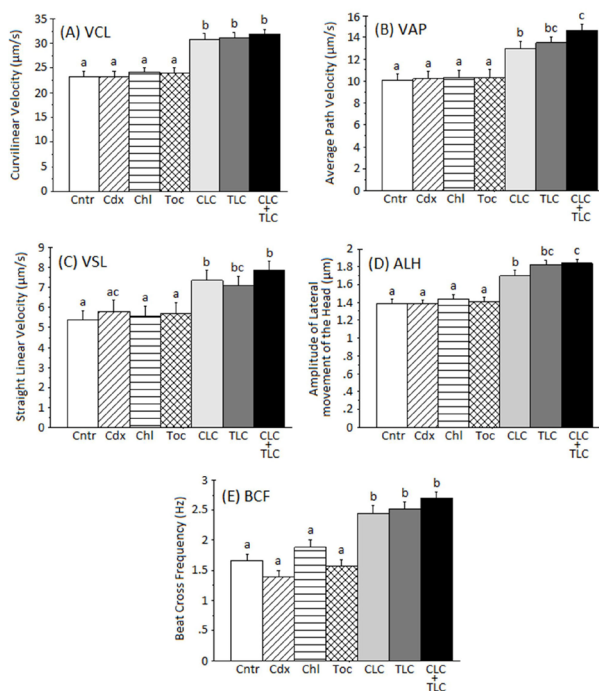 (A) VCL
Curvilinear Velocity (µm/s)
35
30
25
20
15
10
5
0
a a a a b b b
Cntr Cdx Chl Toc CLC TLC CLC
+
TLC
(B) VAP
Average Path Velocity (µm/s)
16
14
12
10
8
6
4
2
0
a a a a b bc c
Cntr Cdx Chl Toc CLC TLC CLC
+
TLC
(C) VSL
Straight Linear Velocity (µm/s)
9
8
7
6
5
4
3
2
1
0
a ac a a b bc b
Cntr Cdx Chl Toc CLC TLC CLC
+
TLC
(D) ALH
Amplitude of Lateral
movement of the Head (µm)
2
1.8
1.6
1.4
1.2
1
.8
.6
.4
.2
0
a a a a b bc c
Cntr Cdx Chl Toc CLC TLC CLC
+
TLC
(E) BCF
Beat Cross Frequency (Hz)
3
2.5
2
1.5
1
.5
0
a a a a b b b
Cntr Cdx Chl Toc CLC TLC CLC
+
TLC